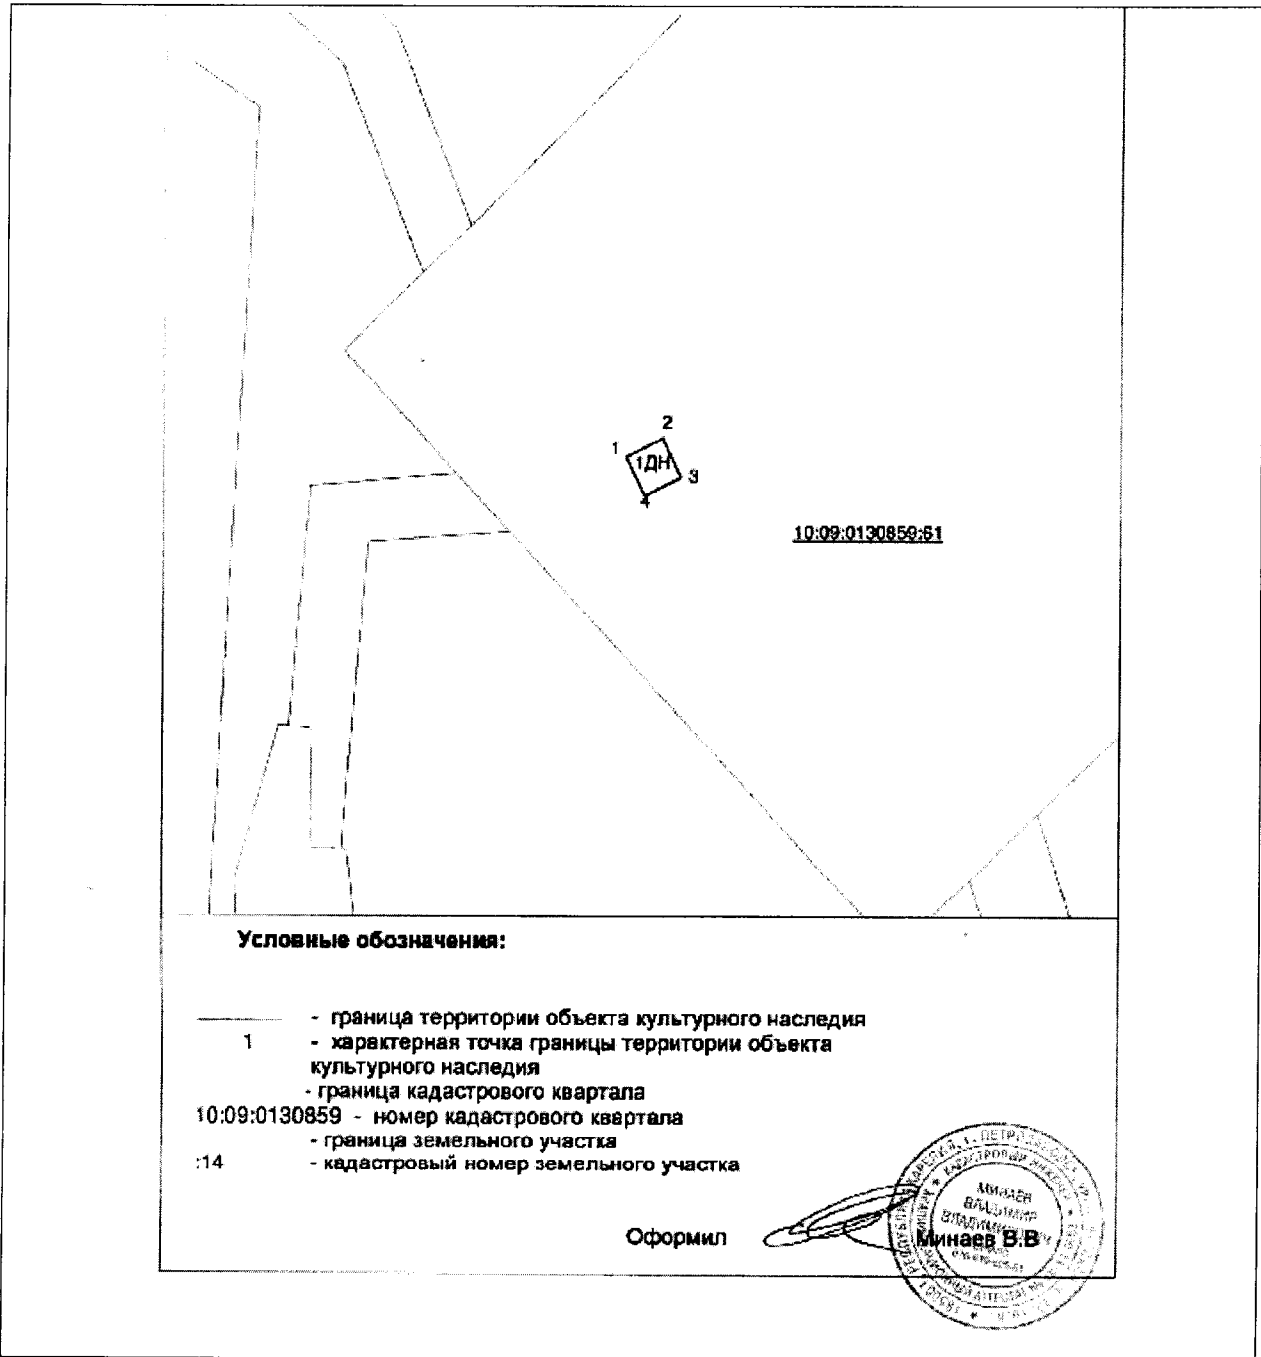 2
1
1ДН
3
4
10:09:0130859:61
Условные обозначения:
- граница территории объекта культурного наследия
1 - характерная точка границы территории объекта
культурного наследия
- граница кадастрового квартала
10:09:0130859 - номер кадастрового квартала
- граница земельного участка
:14 - кадастровый номер земельного участка
Оформил
Минаев В.В
МИНАЕВ
ВЛАДИМИР